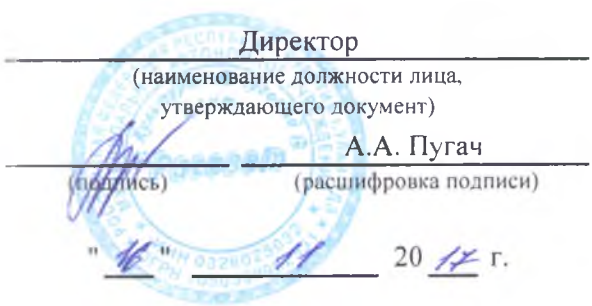 Директор
(наименование должности лица,
утверждающего документ)
А.А. Пугач
(подпись) (расшифровка подписи)
" 16 " 11 20 17 г.